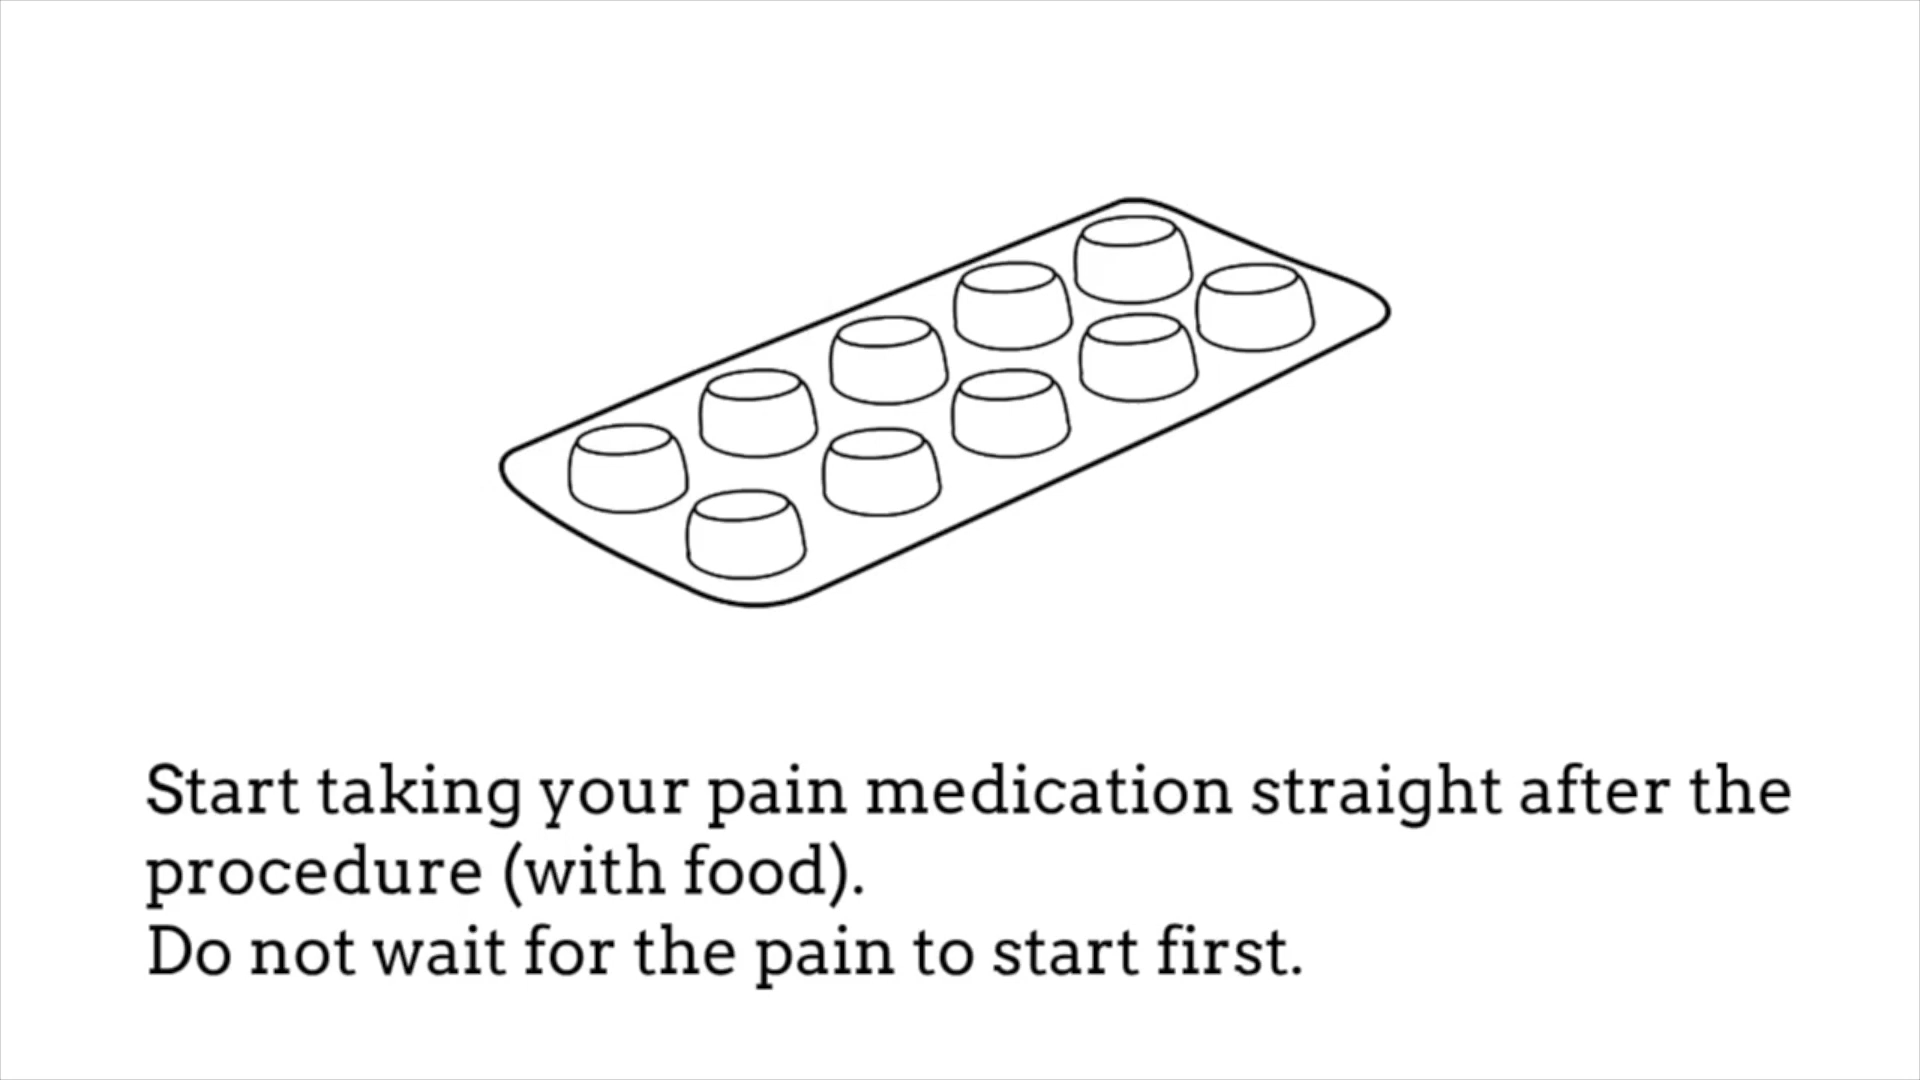 Start taking your pain medication straight after the
procedure (with food).
Do not wait for the pain to start first.